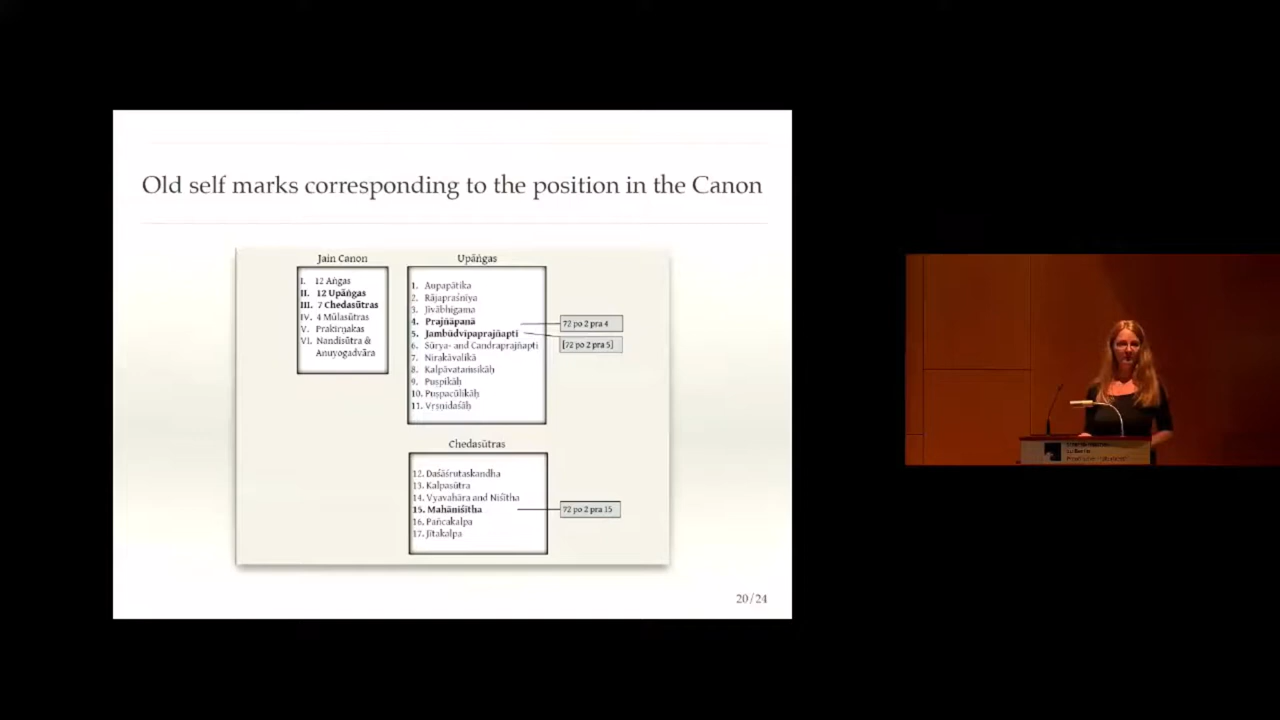 Old self marks corresponding to the position in the Canon
Jain Canon
I. 12 Aṅgas
II. 12 Upāṅgas
III. 7 Chedasūtras
IV. 4 Mūlasūtras
V. Prakīrṇakas
VI. Nandisūtra &
Anuyogadvāra
Upāṅgas
1. Aupapātika
2. Rājapraśnīya
3. Jīvābhigama
4. Prajñāpanā
5. Jambūdvīpaprajñapti
6. Sūrya- and Candraprajñapti
7. Nirakāvalikā
8. Kalpāvataṁsikāḥ
9. Puṣpikāḥ
10. Puṣpacūlikāḥ
11. Vṛṣṇidaśāḥ
72 po 2 pra 4
[72 po 2 pra 5]
Chedasūtras
12. Daśāśrutaskandha
13. Kalpasūtra
14. Vyavahāra and Niśītha
15. Mahāniśītha
16. Pañcakalpa
17. Jītakalpa
72 po 2 pra 15
20/24